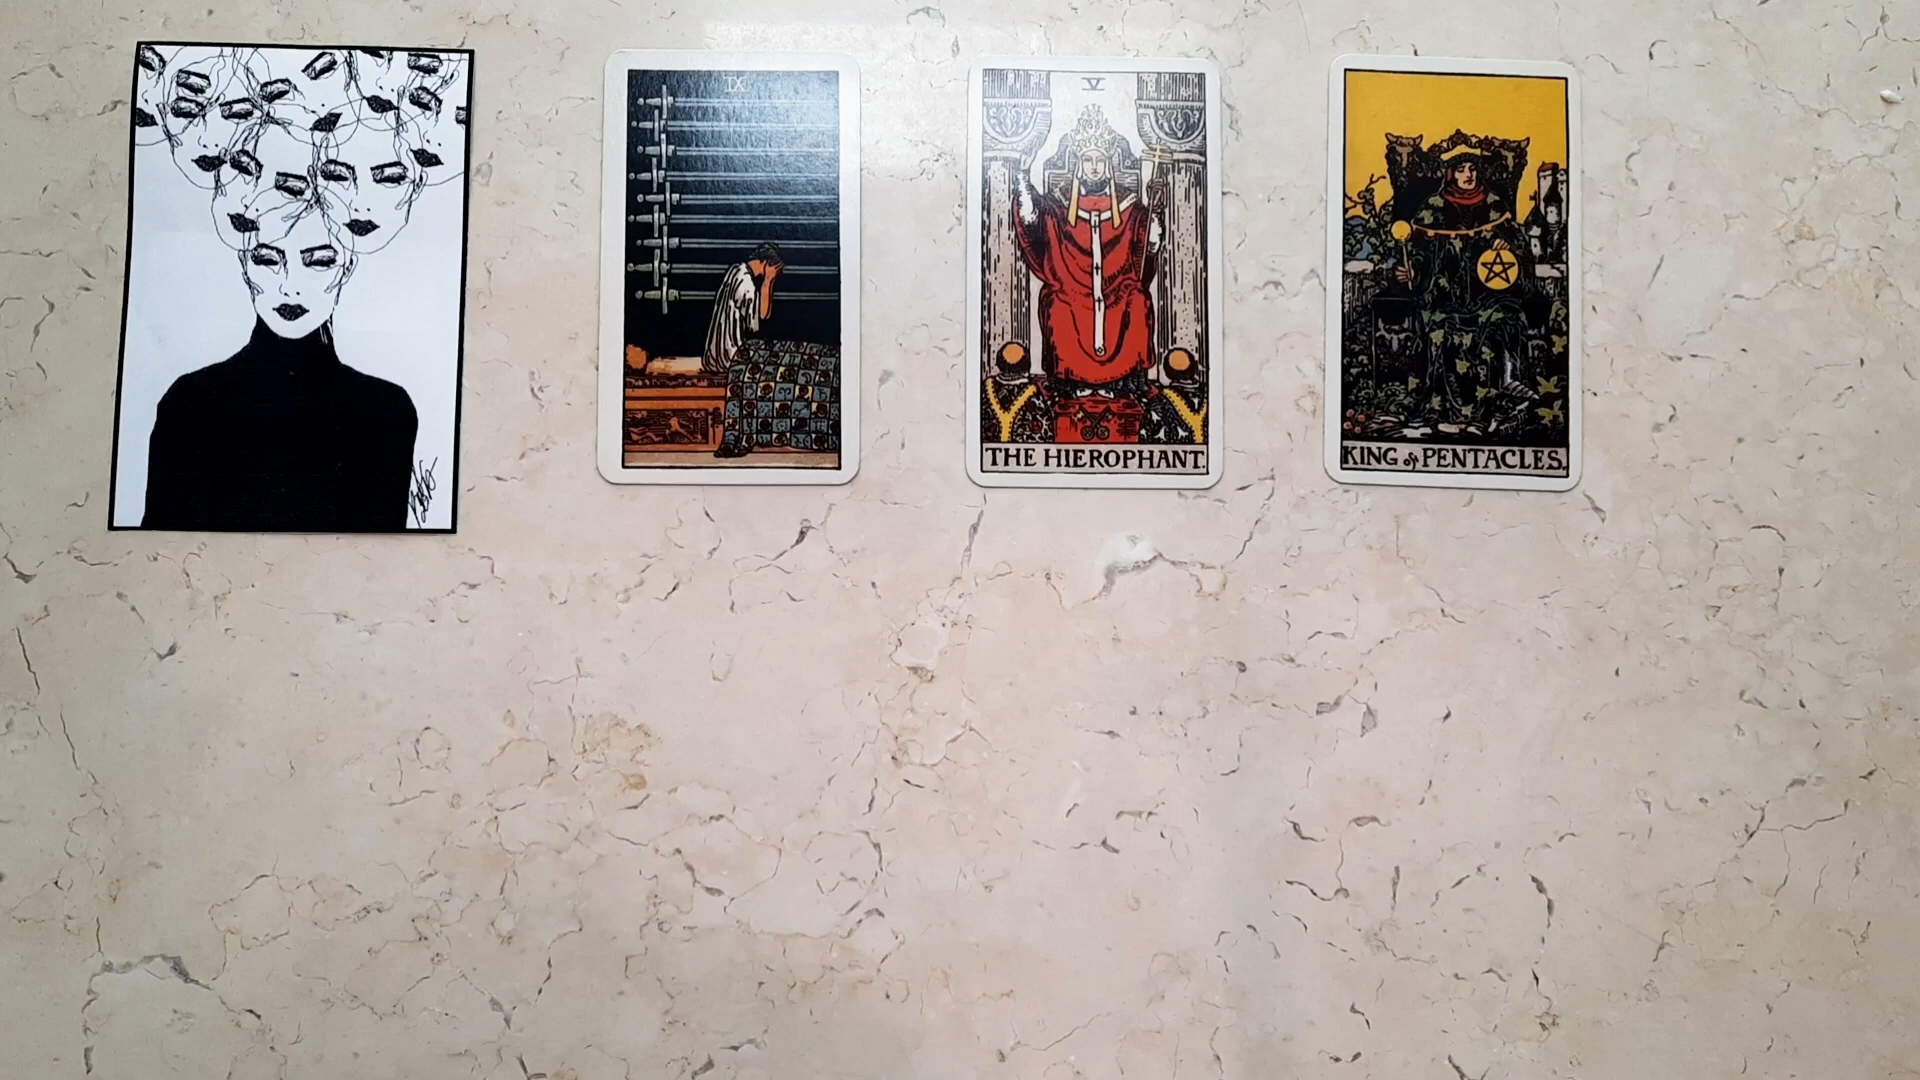 IX
V
THE HIEROPHANT.
KING of PENTACLES.